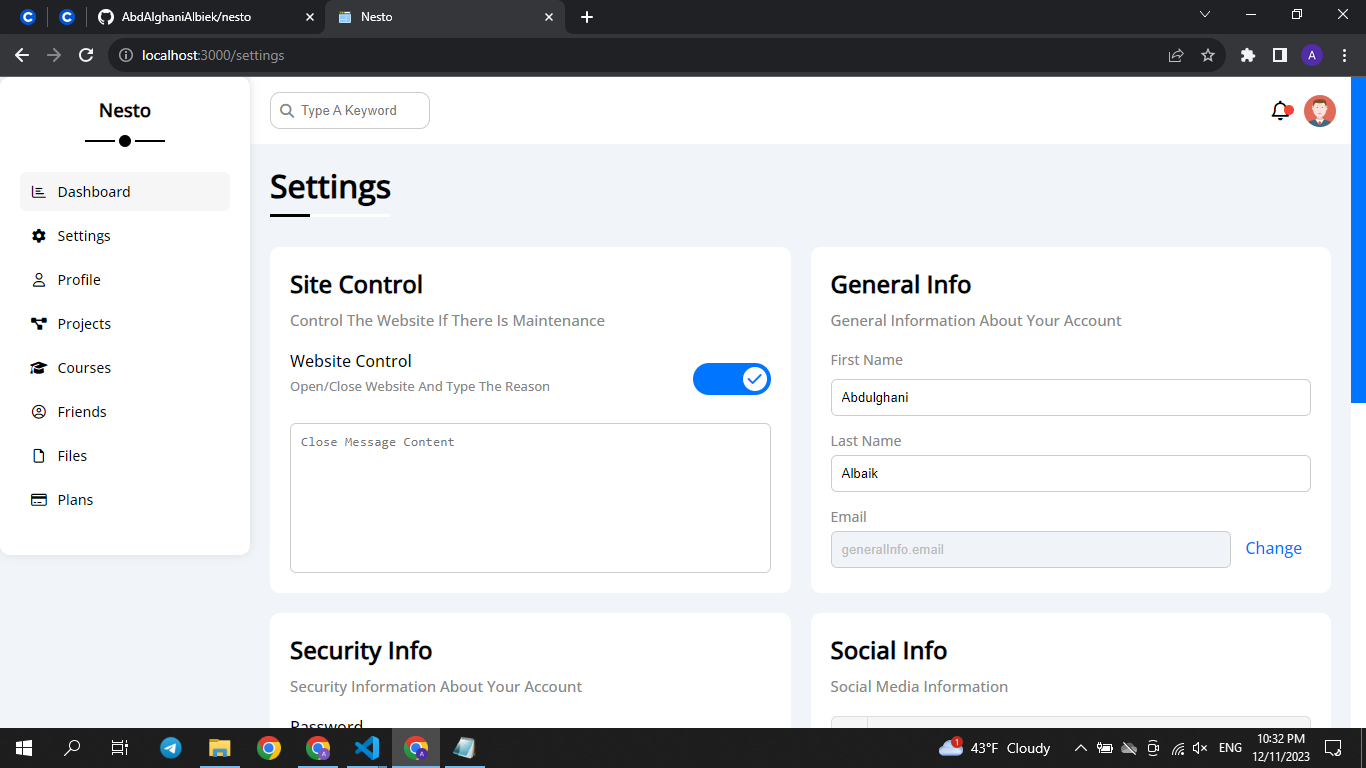 AbdAlghaniAlbiek/nesto
Nesto
localhost:3000/settings
A
Nesto
Type A Keyword
Dashboard
Settings
Profile
Projects
Courses
Friends
Files
Plans
Settings
Site Control
Control The Website If There Is Maintenance
Website Control
Open/Close Website And Type The Reason
Close Message Content
General Info
General Information About Your Account
First Name
Abdulghani
Last Name
Albaik
Email
generalInfo.email
Change
Security Info
Security Information About Your Account
Password
Social Info
Social Media Information
1
43°F Cloudy
ENG
10:32 PM
12/11/2023